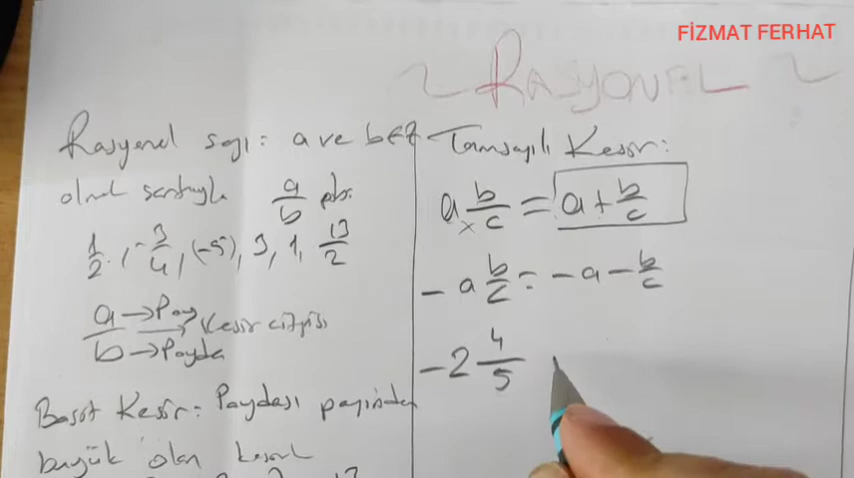 FİZMAT FERHAT
~ RASYONEL ~
Rasyonel sayı: a ve b∈Z
olmak şartıyla a/b şek.
1/2, -3/4, (-5), 3, 1, 13/2
a → Pay
→ Kesir çizgisi
b → Payda
Basit Kesir: Paydası payından
büyük olan kesirl
Tamsayılı Kesir:
a b/c = a + b/c
- a b/c = - a - b/c
- 2 4/5